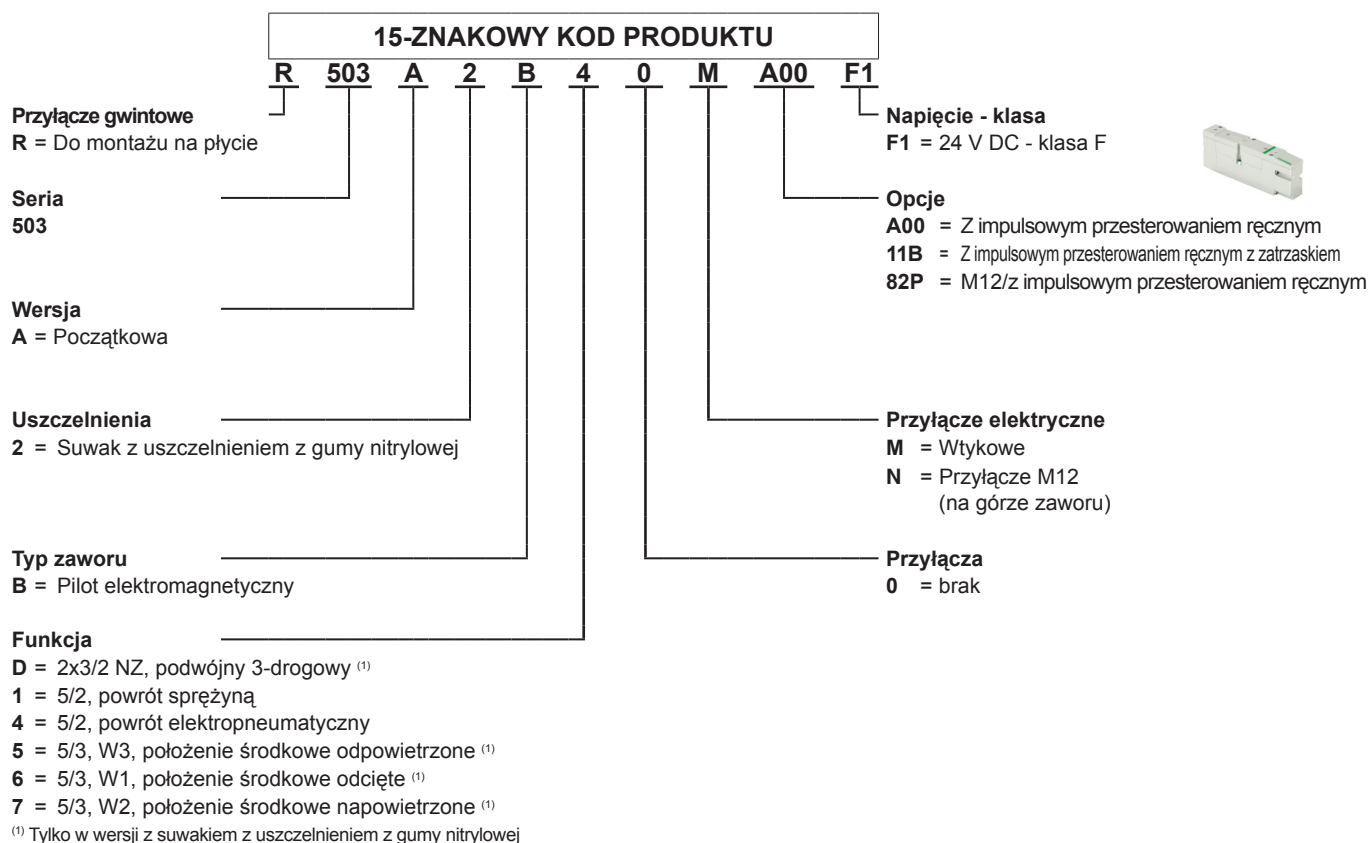 15-ZNAKOWY KOD PRODUKTU
R 503 A 2 B 4 0 M A00 F1
Przyłącze gwintowe
R = Do montażu na płycie
Seria
503
Wersja
A = Początkowa
Uszczelnienia
2 = Suwak z uszczelnieniem z gumy nitrylowej
Typ zaworu
B = Pilot elektromagnetyczny
Funkcja
D = 2x3/2 NZ, podwójny 3-drogowy (1)
1 = 5/2, powrót sprężyną
4 = 5/2, powrót elektropneumatyczny
5 = 5/3, W3, położenie środkowe odpowietrzone (1)
6 = 5/3, W1, położenie środkowe odcięte (1)
7 = 5/3, W2, położenie środkowe napowietrzone (1)
(1) Tylko w wersji z suwakiem z uszczelnieniem z gumy nitrylowej
Napięcie - klasa
F1 = 24 V DC - klasa F
Opcje
A00 = Z impulsowym przesterowaniem ręcznym
11B = Z impulsowym przesterowaniem ręcznym z zatrzaskiem
82P = M12/z impulsowym przesterowaniem ręcznym
Przyłącze elektryczne
M = Wtykowe
N = Przyłącze M12
(na górze zaworu)
Przyłącza
0 = brak